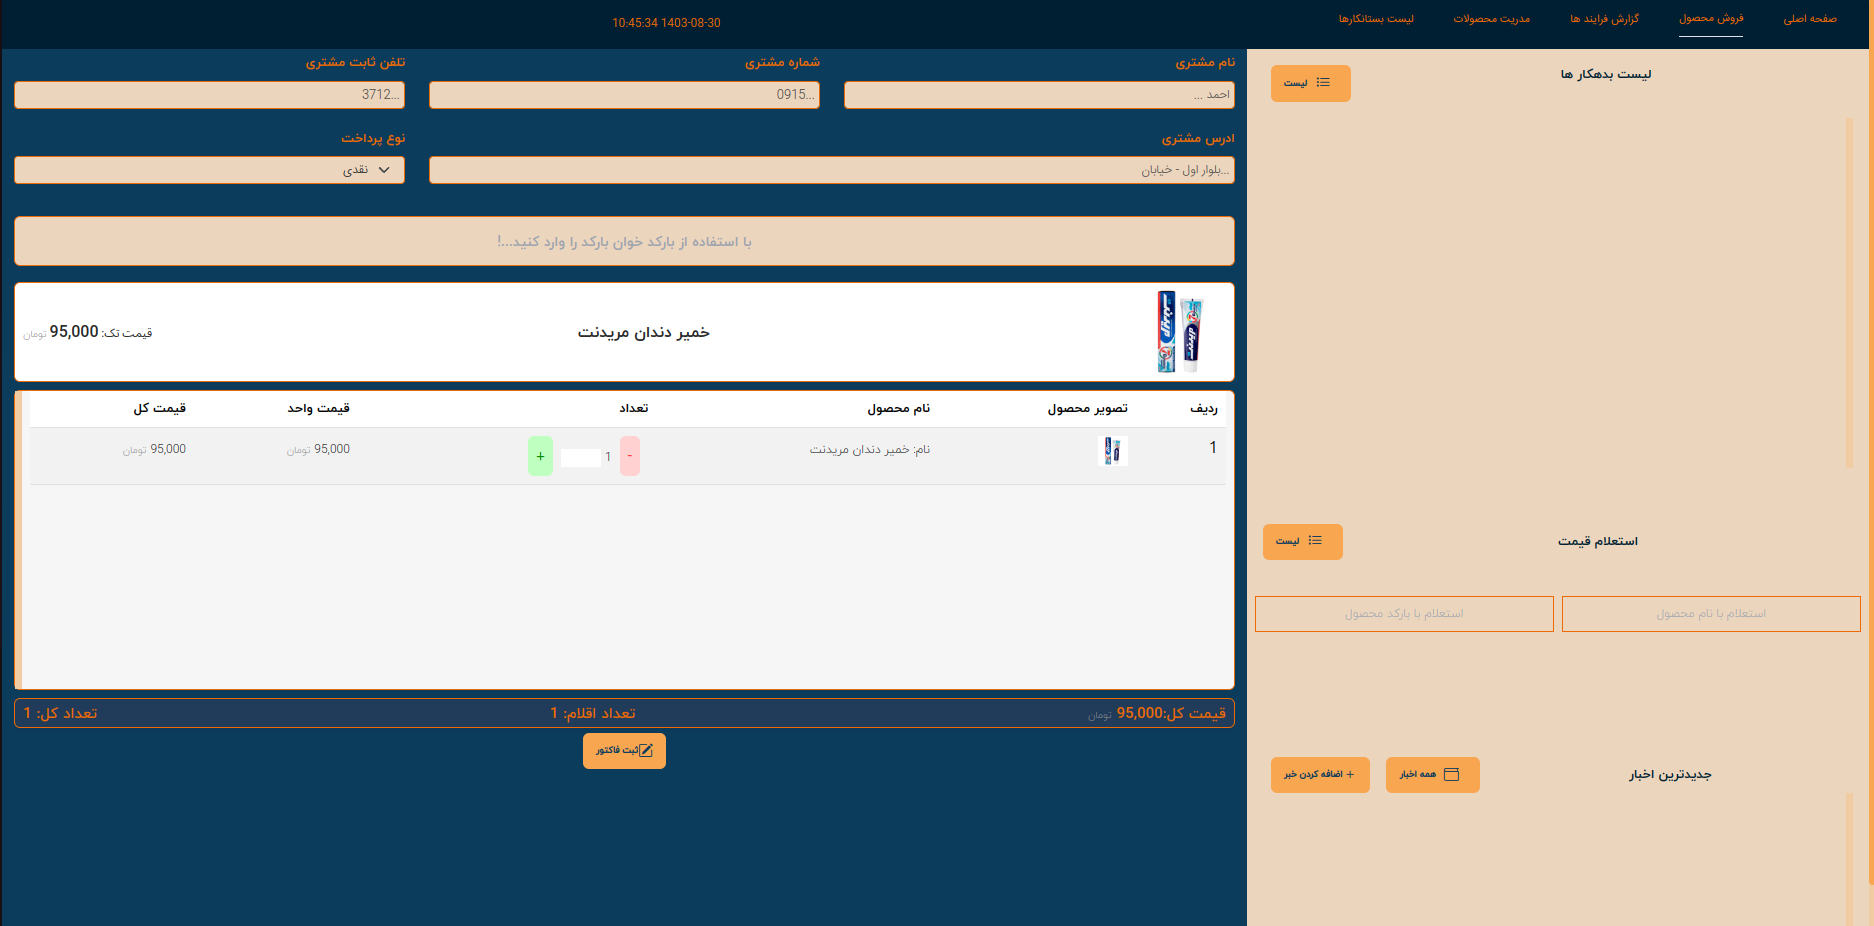 صفحه اصلی
فروش محصول
گزارش فرایند ها
مدریت محصولات
لیست بستانکارها
10:45:34 1403-08-30
لیست بدهکار ها
لیست
استعلام قیمت
لیست
استعلام با نام محصول
استعلام با بارکد محصول
جدیدترین اخبار
همه اخبار
+ اضافه کردن خبر
نام مشتری
شماره مشتری
تلفن ثابت مشتری
احمد ...
0915...
3712...
ادرس مشتری
نوع پرداخت
...بلوار اول - خیابان
نقدی
با استفاده از بارکد خوان بارکد را وارد کنید...!
خمیر دندان مریدنت
قیمت تک: 95,000 تومان
ردیف
تصویر محصول
نام محصول
تعداد
قیمت واحد
قیمت کل
1
نام: خمیر دندان مریدنت
-
1
+
95,000 تومان
95,000 تومان
قیمت کل:95,000 تومان
تعداد اقلام: 1
تعداد کل: 1
ثبت فاکتور